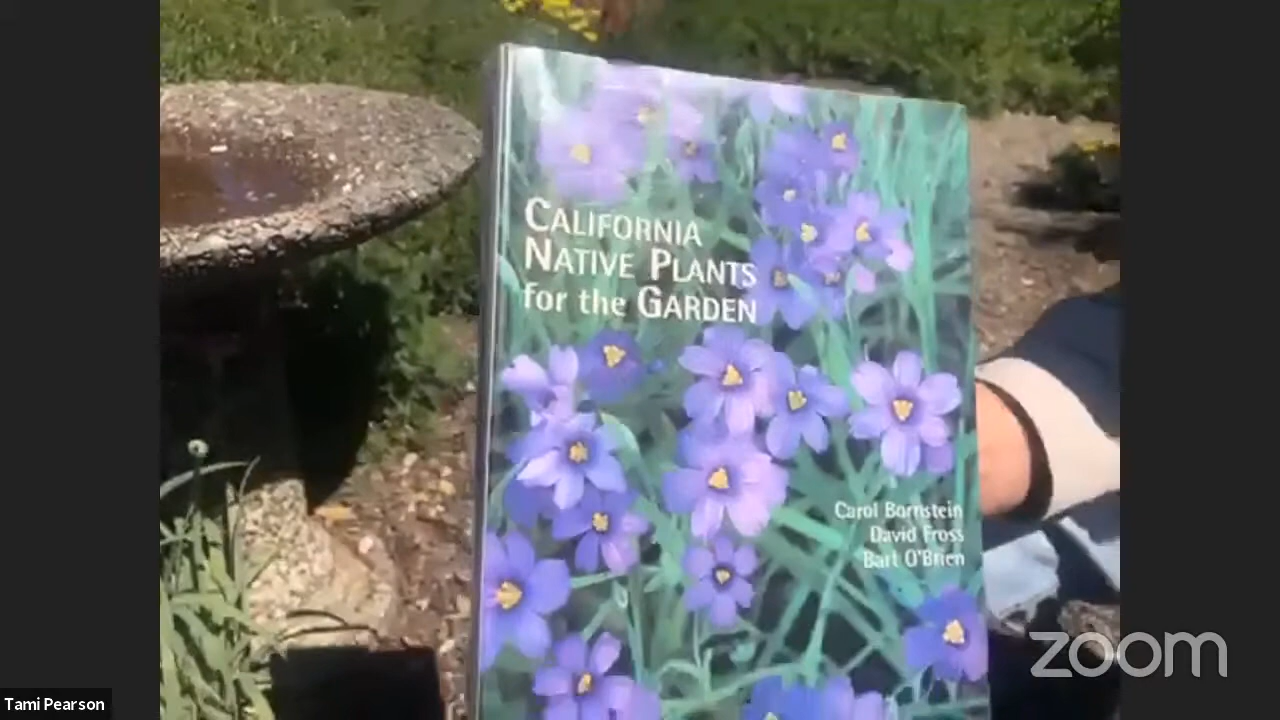 CALIFORNIA
NATIVE PLANTS
for the GARDEN
Carol Bornstein
David Fross
Bart O'Brien
zoom
Tami Pearson